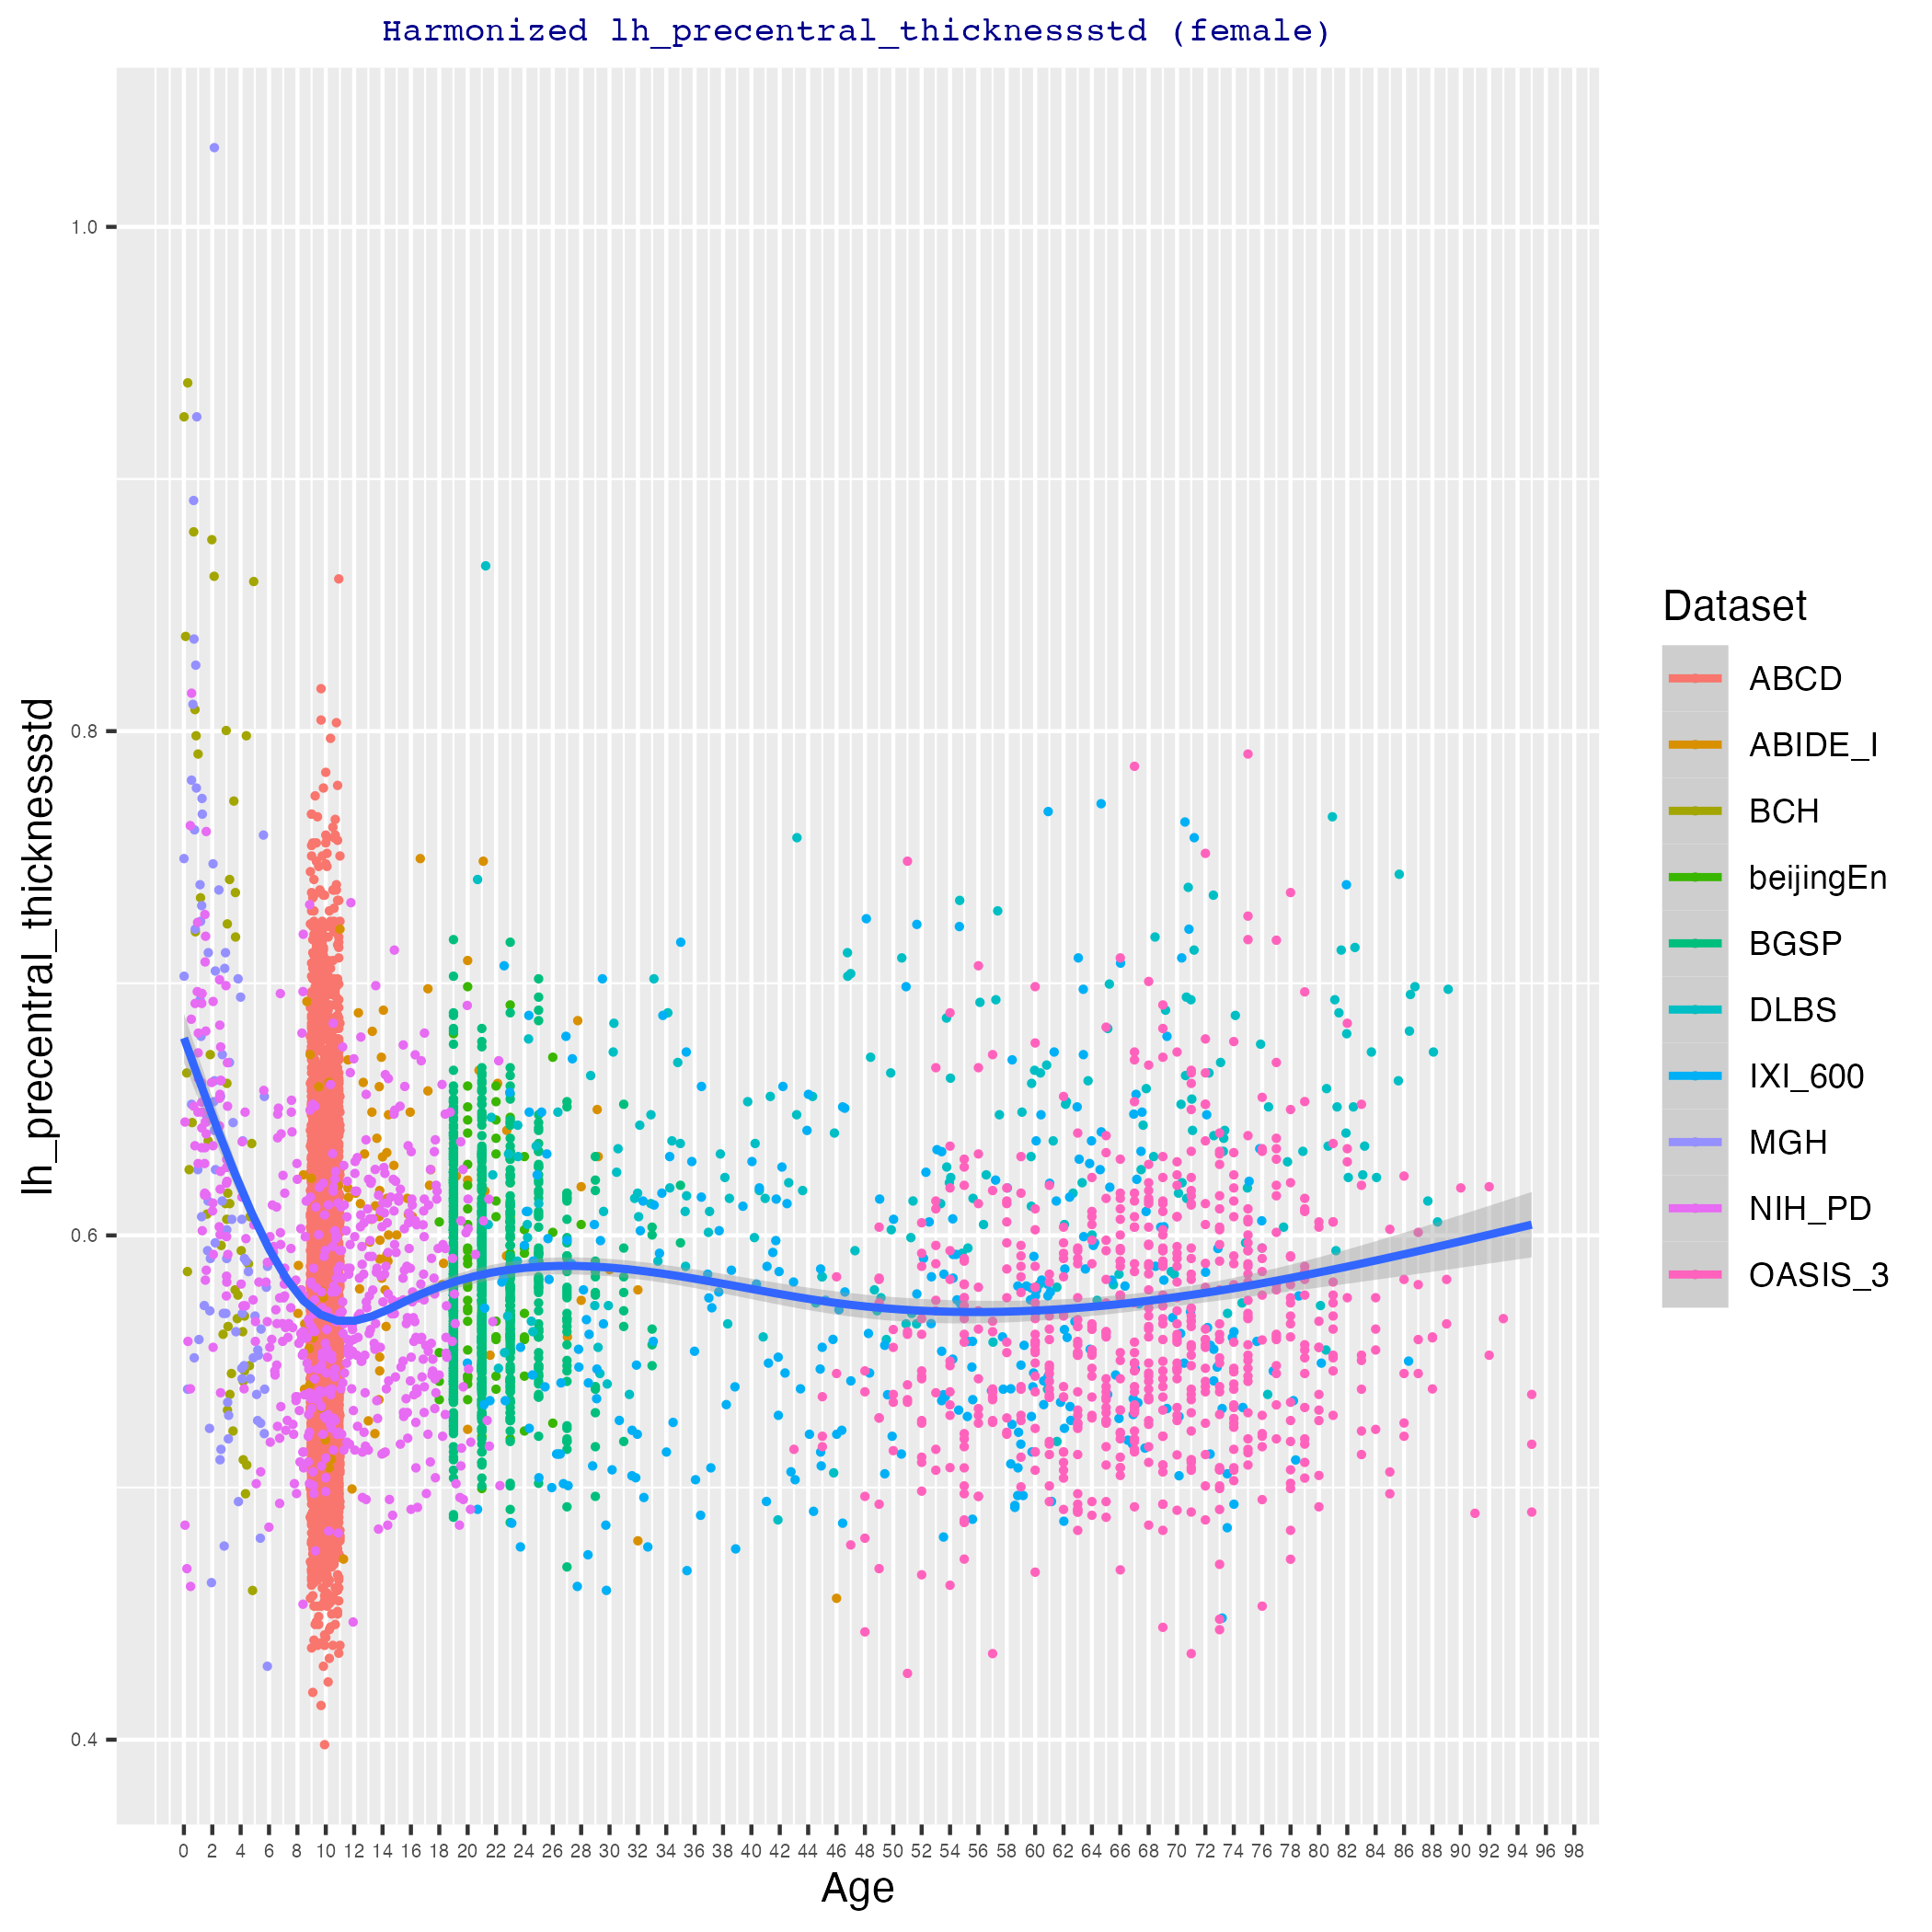 Harmonized lh_precentral_thicknessstd (female)
lh_precentral_thicknessstd
1.0
0.8
0.6
0.4
0 2 4 6 8 10 12 14 16 18 20 22 24 26 28 30 32 34 36 38 40 42 44 46 48 50 52 54 56 58 60 62 64 66 68 70 72 74 76 78 80 82 84 86 88 90 92 94 96 98
Age
Dataset
ABCD
ABIDE_I
BCH
beijingEn
BGSP
DLBS
IXI_600
MGH
NIH_PD
OASIS_3